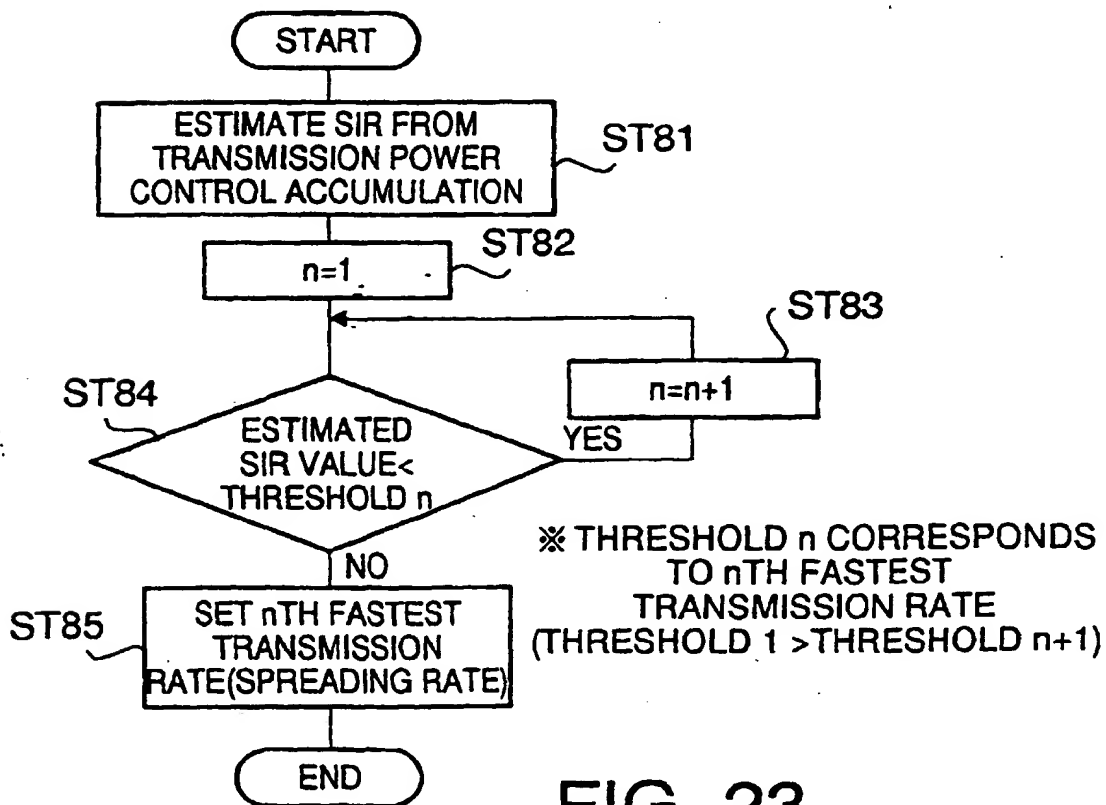 START
ESTIMATE SIR FROM
TRANSMISSION POWER
CONTROL ACCUMULATION
ST81
n=1
ST82
ST83
n=n+1
ST84
ESTIMATED
SIR VALUE<
THRESHOLD n
YES
NO
※ THRESHOLD n CORRESPONDS
TO nTH FASTEST
TRANSMISSION RATE
(THRESHOLD 1 >THRESHOLD n+1)
ST85
SET nTH FASTEST
TRANSMISSION
RATE(SPREADING RATE)
END
FIG. 23